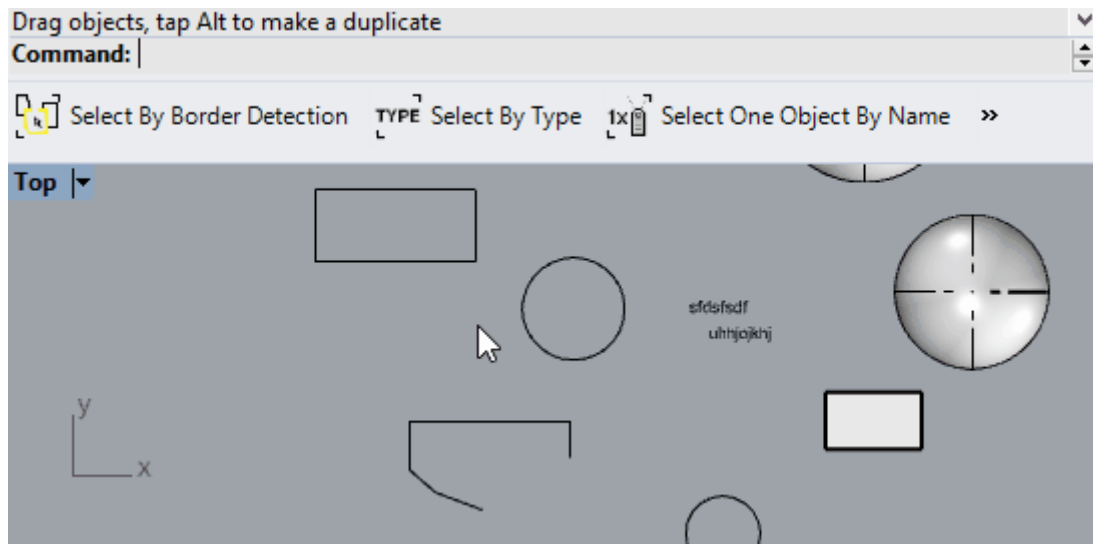 Drag objects, tap Alt to make a duplicate
Command:
Select By Border Detection TYPE Select By Type 1x Select One Object By Name »
Top
sfdsfsdf
y
x